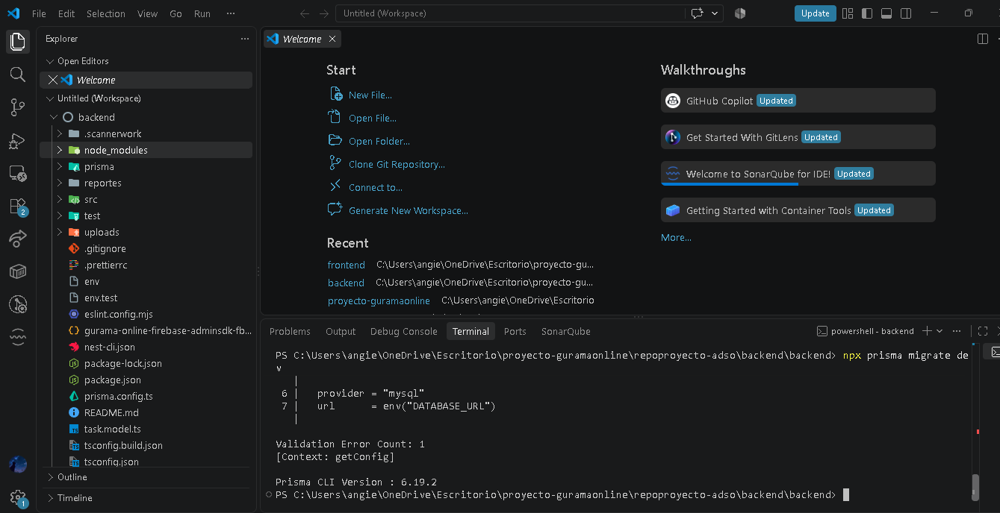 File Edit Selection View Go Run ···
Untitled (Workspace)
Update
Explorer
Open Editors
Welcome
Untitled (Workspace)
backend
.scannerwork
node_modules
prisma
reportes
src
test
uploads
.gitignore
.prettierrc
env
env.test
eslint.config.mjs
gurama-online-firebase-adminsdk-fb...
nest-cli.json
package-lock.json
package.json
prisma.config.ts
README.md
task.model.ts
tsconfig.build.json
tsconfig.json
Outline
Timeline
2
1
Welcome
Start
New File...
Open File...
Open Folder...
Clone Git Repository...
Connect to...
Generate New Workspace...
Recent
frontend C:\Users\angie\OneDrive\Escritorio\proyecto-gu...
backend C:\Users\angie\OneDrive\Escritorio\proyecto-gu...
proyecto-guramaonline C:\Users\angie\OneDrive\Escritorio
Walkthroughs
GitHub Copilot Updated
Get Started With GitLens Updated
Welcome to SonarQube for IDE! Updated
Getting Started with Container Tools Updated
More...
Problems Output Debug Console Terminal Ports SonarQube
powershell - backend
PS C:\Users\angie\OneDrive\Escritorio\proyecto-guramaonline\repoproyecto-adso\backend\backend> npx prisma migrate de
v
|
6 | provider = "mysql"
7 | url = env("DATABASE_URL")
|
Validation Error Count: 1
[Context: getConfig]
Prisma CLI Version : 6.19.2
PS C:\Users\angie\OneDrive\Escritorio\proyecto-guramaonline\repoproyecto-adso\backend\backend>